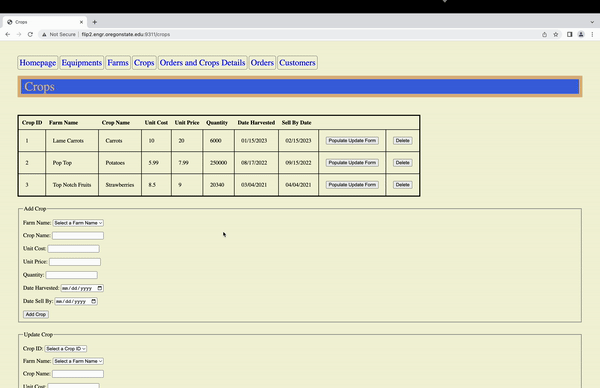 Crops
Not Secure
flip2.engr.oregonstate.edu:9311/crops
Homepage Equipments Farms Crops Orders and Crops Details Orders Customers
Crops
Crop ID Farm Name Crop Name Unit Cost Unit Price Quantity Date Harvested Sell By Date
1 Lame Carrots Carrots 10 20 6000 01/15/2023 02/15/2023 Populate Update Form Delete
2 Pop Top Potatoes 5.99 7.99 250000 08/17/2022 09/15/2022 Populate Update Form Delete
3 Top Notch Fruits Strawberries 8.5 9 20340 03/04/2021 04/04/2021 Populate Update Form Delete
Add Crop
Farm Name: Select a Farm Name
Crop Name:
Unit Cost:
Unit Price:
Quantity:
Date Harvested: mm/dd/yyyy
Date Sell By: mm/dd/yyyy
Add Crop
Update Crop
Crop ID: Select a Crop ID
Farm Name: Select a Farm Name
Crop Name:
Unit Cost: